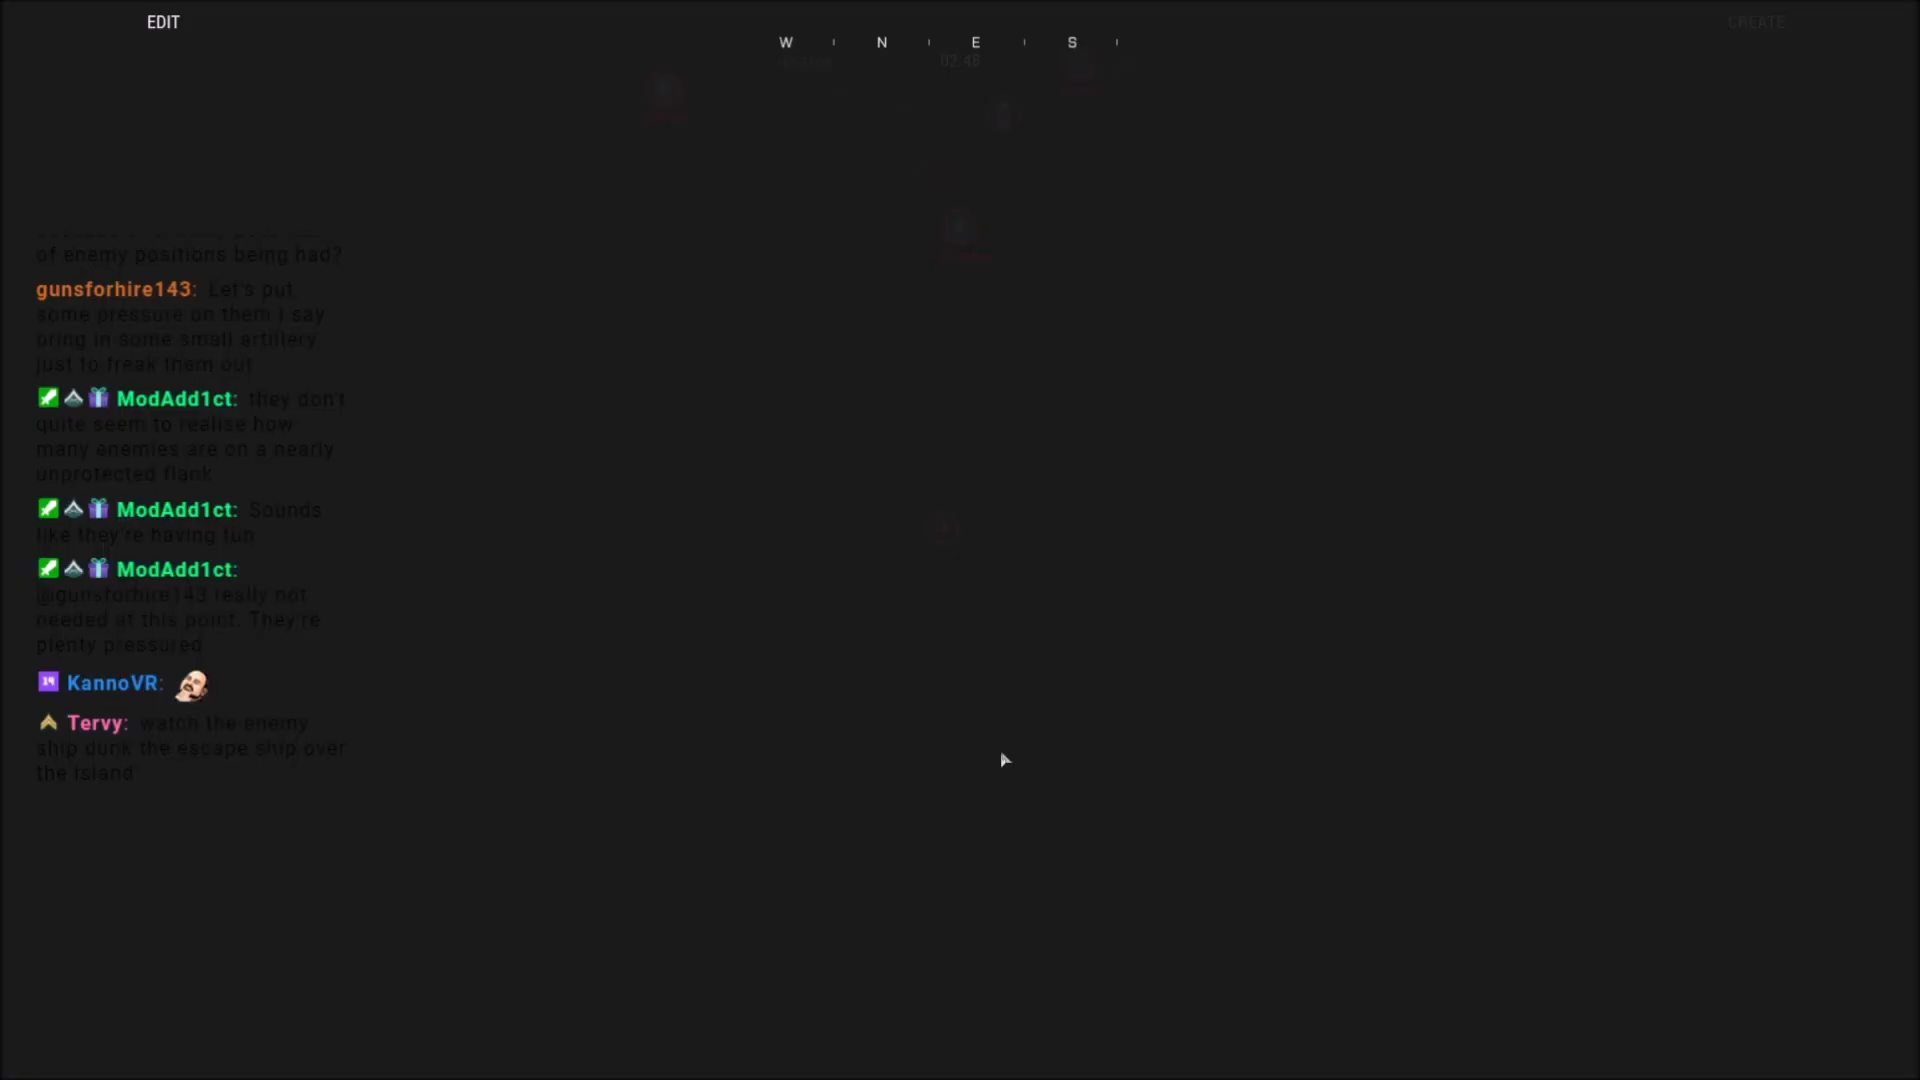 EDIT
CREATE
W N E S
02:48
of enemy positions being had?
gunsforhire143: Let's put
some pressure on them I say
bring in some small artillery
just to freak them out
ModAdd1ct: they don't
quite seem to realise how
many enemies are on a nearly
unprotected flank
ModAdd1ct: Sounds
like they're having fun
ModAdd1ct:
@gunsforhire143 really not
needed at this point. They're
plenty pressured
KannoVR:
Tervy: watch the enemy
ship dunk the escape ship over
the island